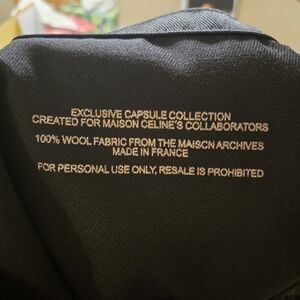 EXCLUSIVE CAPSULE COLLECTION
CREATED FOR MAISON CELINE'S COLLABORATORS
100% WOOL FABRIC FROM THE MAISON ARCHIVES
MADE IN FRANCE
FOR PERSONAL USE ONLY, RESALE IS PROHIBITED